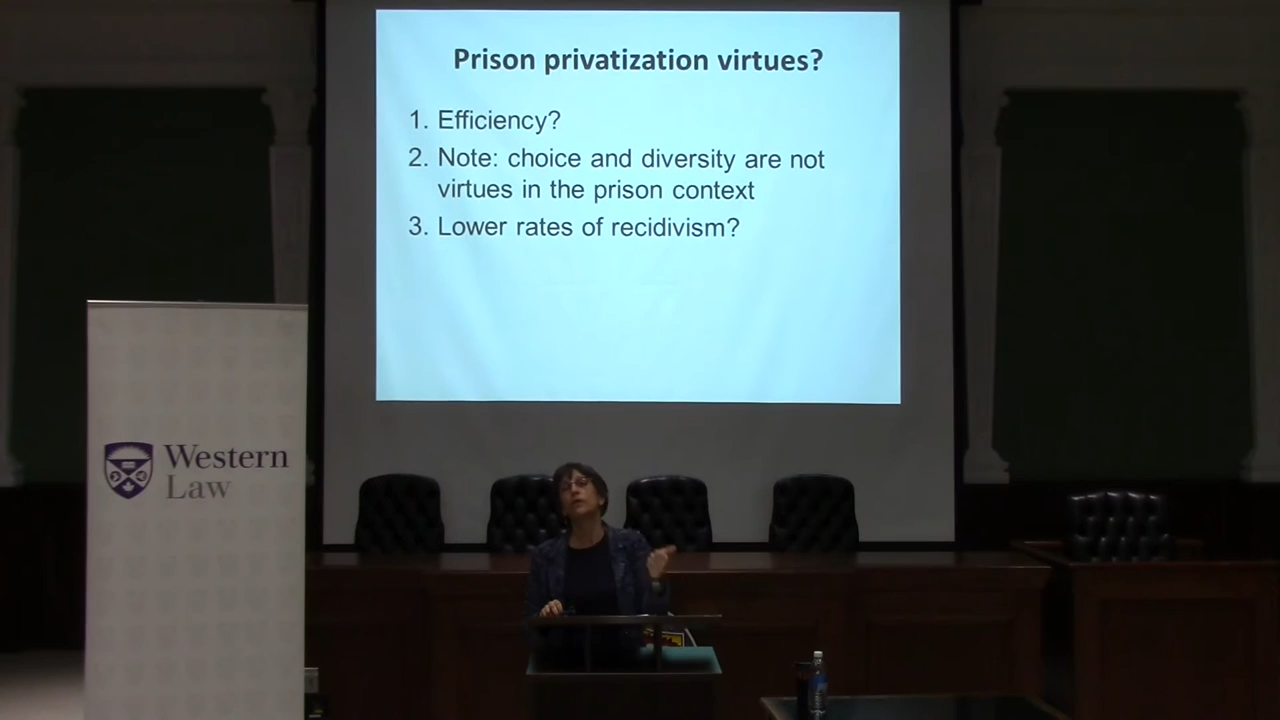 Prison privatization virtues?
1. Efficiency?
2. Note: choice and diversity are not
virtues in the prison context
3. Lower rates of recidivism?
Western
Law